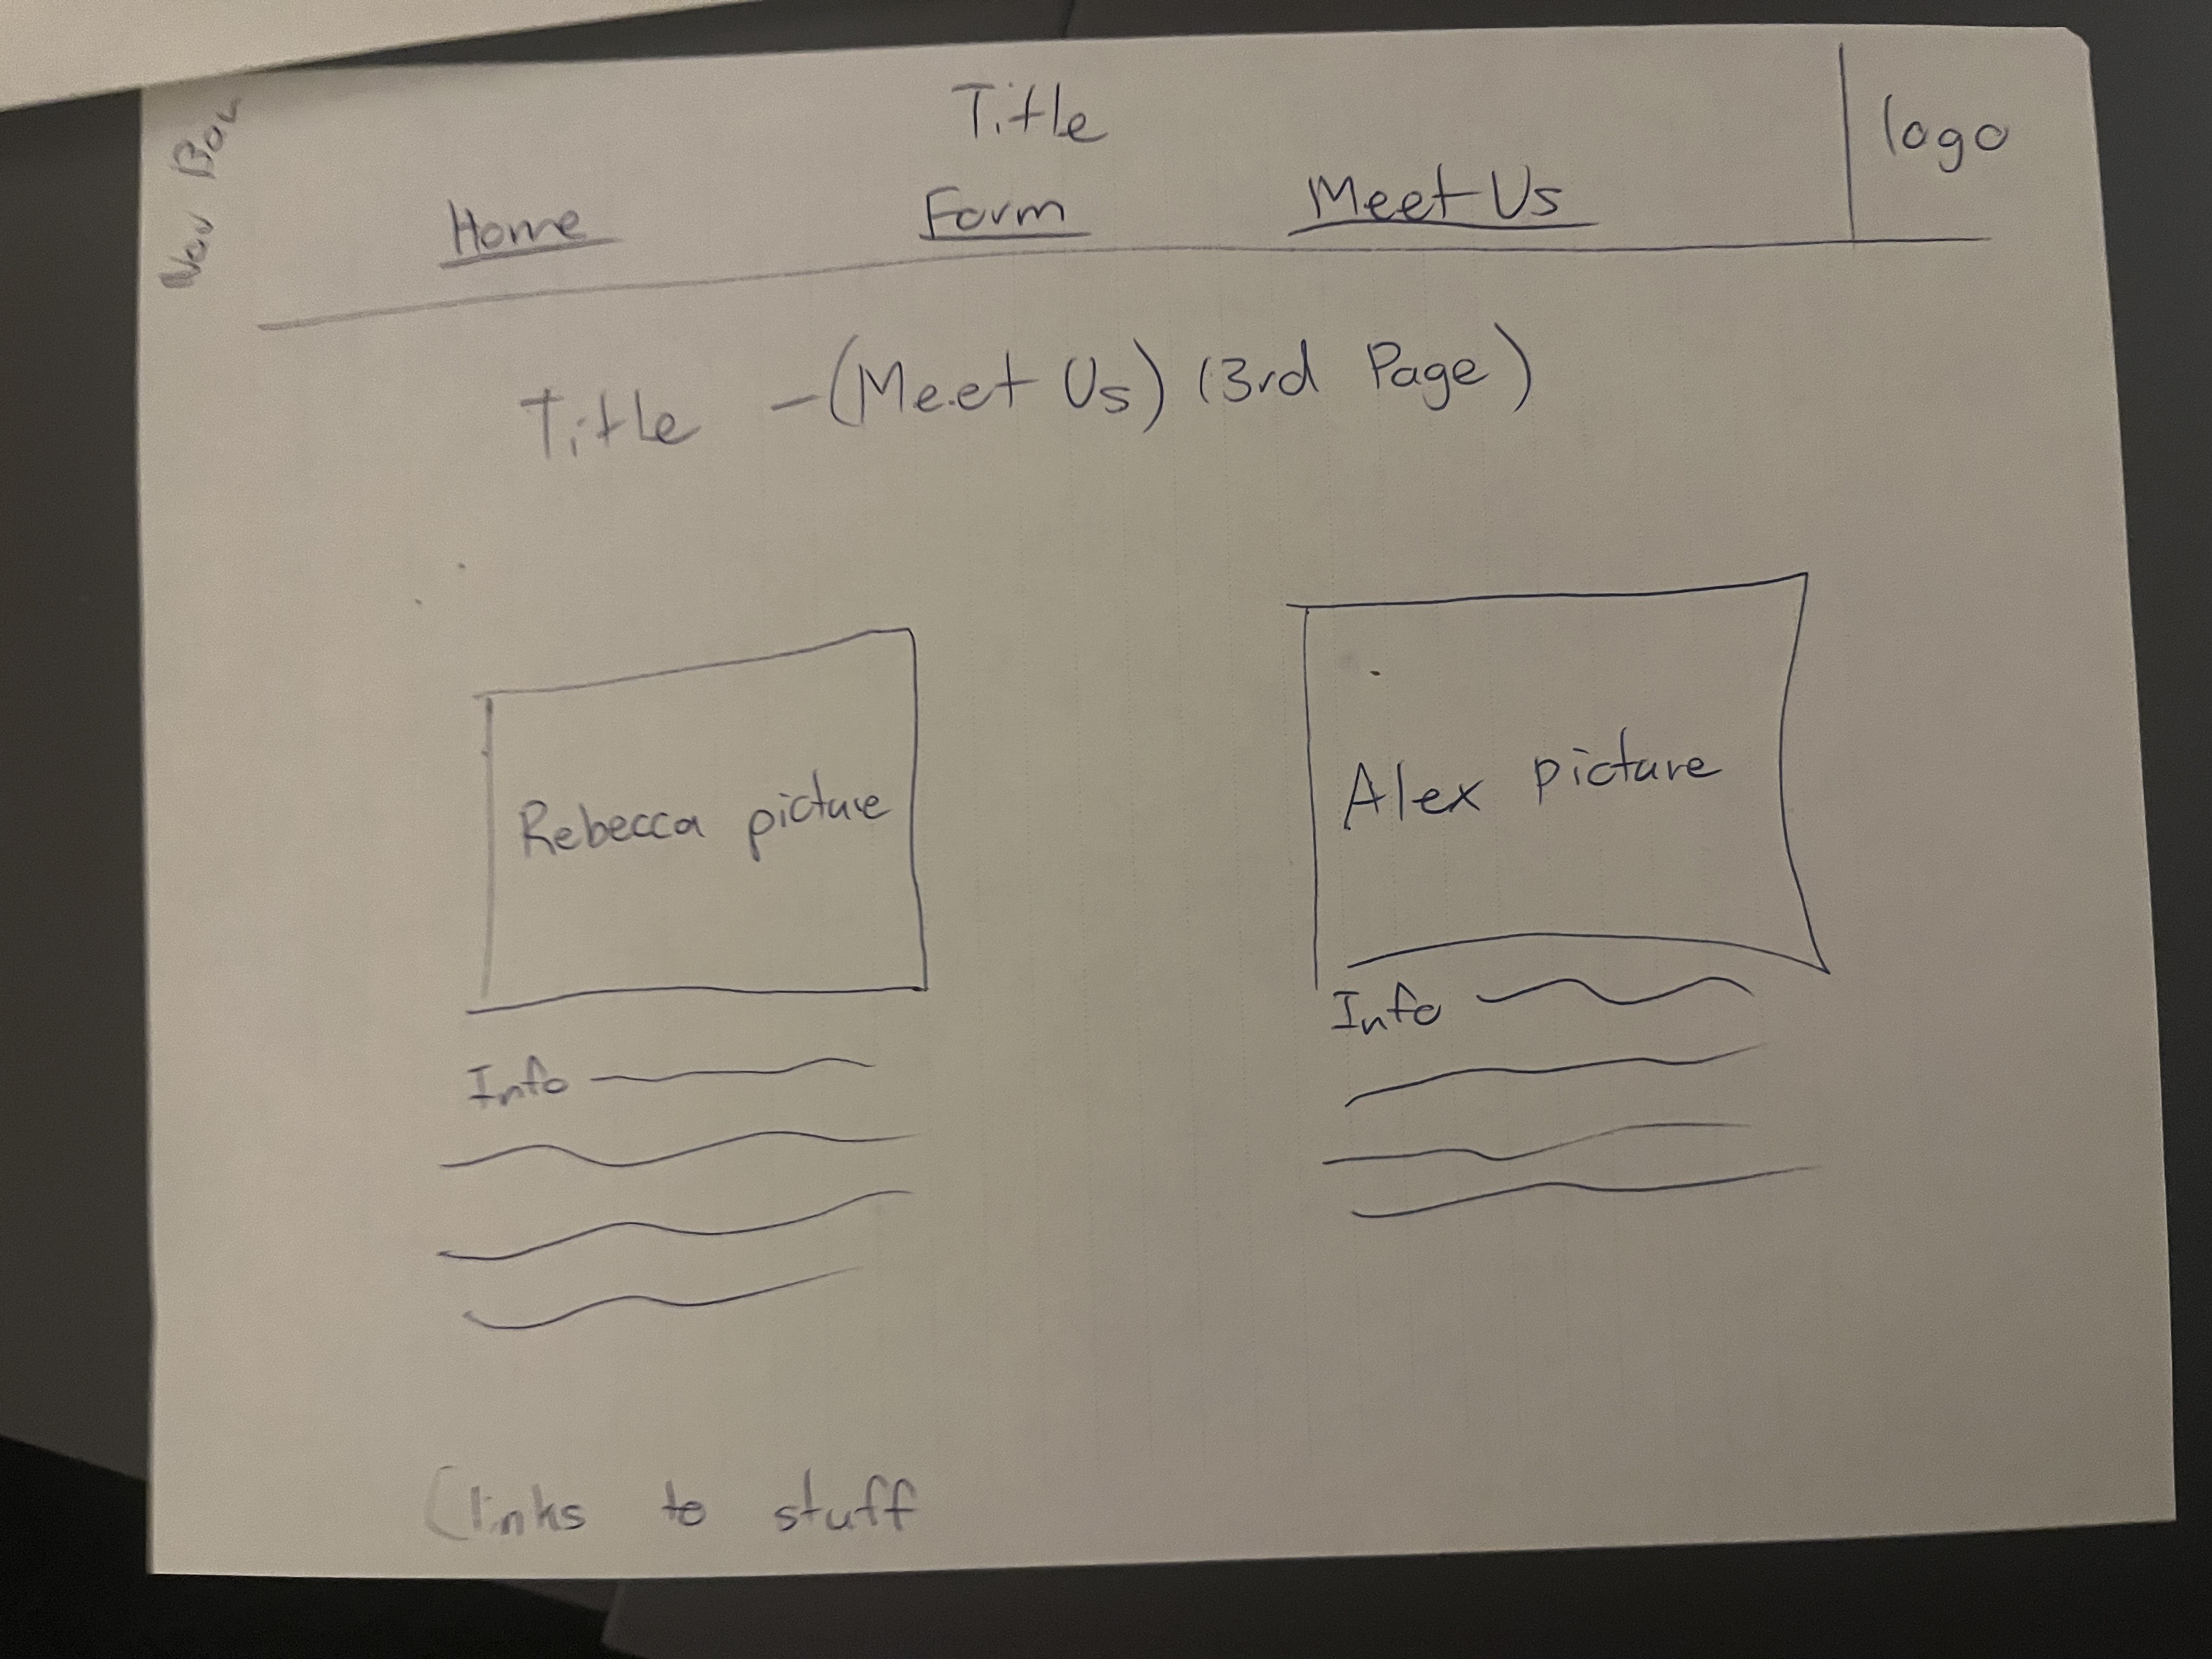 Nav Bar
Title
logo
Home Form Meet Us
Title - (Meet Us) (3rd Page)
Rebecca picture
Alex picture
Info
Info
links to stuff